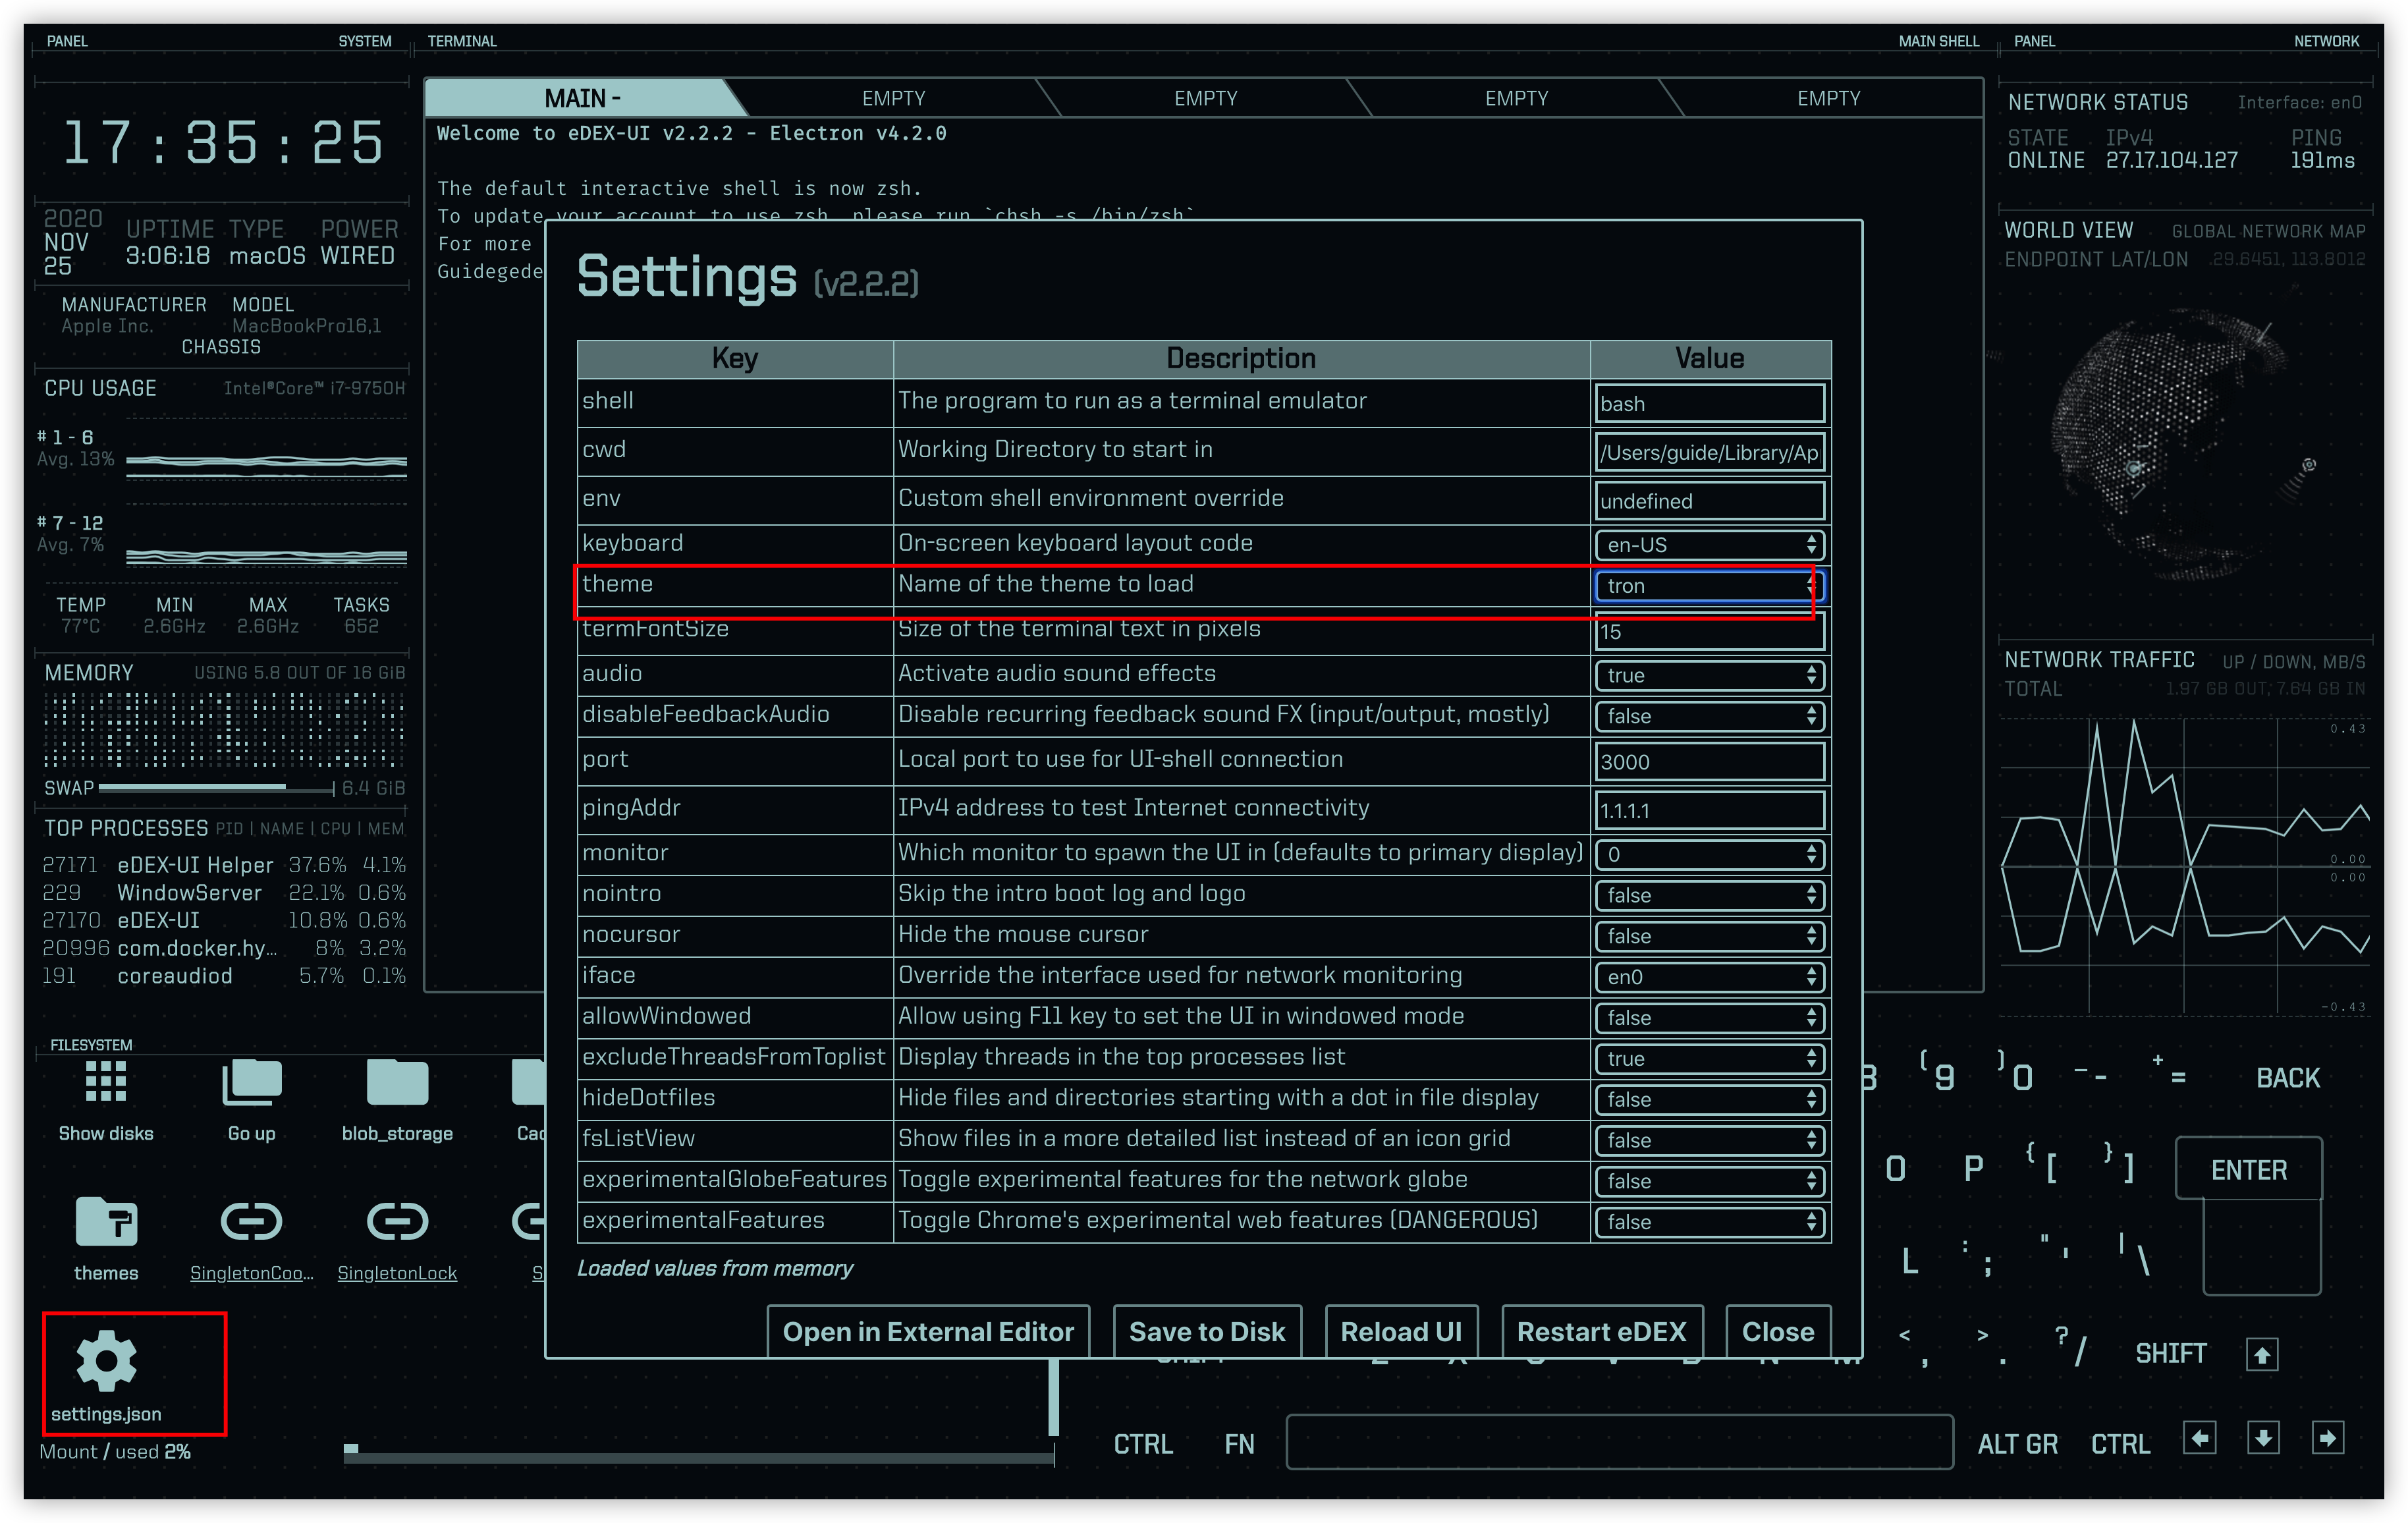 PANEL SYSTEM
TERMINAL MAIN SHELL
PANEL NETWORK
17:35:25
2020
NOV
25
UPTIME TYPE POWER
3:06:18 macOS WIRED
MANUFACTURER MODEL
Apple Inc. MacBookPro16,1
CHASSIS
CPU USAGE Intel®Core™ i7-9750H
# 1 - 6
Avg. 13%
# 7 - 12
Avg. 7%
TEMP MIN MAX TASKS
77°C 2.6GHz 2.6GHz 652
MEMORY USING 5.8 OUT OF 16 GiB
SWAP 6.4 GiB
TOP PROCESSES PID | NAME | CPU | MEM
27171 eDEX-UI Helper 37.6% 4.1%
229 WindowServer 22.1% 0.6%
27170 eDEX-UI 10.8% 0.6%
20996 com.docker.hy... 8% 3.2%
191 coreaudiod 5.7% 0.1%
MAIN - EMPTY EMPTY EMPTY EMPTY
Welcome to eDEX-UI v2.2.2 - Electron v4.2.0
The default interactive shell is now zsh.
To update your account to use zsh, please run `chsh -s /bin/zsh`
For more
Guidegede
Settings (v2.2.2)
Key Description Value
shell The program to run as a terminal emulator bash
cwd Working Directory to start in /Users/guide/Library/Ap
env Custom shell environment override undefined
keyboard On-screen keyboard layout code en-US
theme Name of the theme to load tron
termFontSize Size of the terminal text in pixels 15
audio Activate audio sound effects true
disableFeedbackAudio Disable recurring feedback sound FX (input/output, mostly) false
port Local port to use for UI-shell connection 3000
pingAddr IPv4 address to test Internet connectivity 1.1.1.1
monitor Which monitor to spawn the UI in (defaults to primary display) 0
nointro Skip the intro boot log and logo false
nocursor Hide the mouse cursor false
iface Override the interface used for network monitoring en0
allowWindowed Allow using F11 key to set the UI in windowed mode false
excludeThreadsFromToplist Display threads in the top processes list true
hideDotfiles Hide files and directories starting with a dot in file display false
fsListView Show files in a more detailed list instead of an icon grid false
experimentalGlobeFeatures Toggle experimental features for the network globe false
experimentalFeatures Toggle Chrome's experimental web features (DANGEROUS) false
Loaded values from memory
Open in External Editor Save to Disk Reload UI Restart eDEX Close
NETWORK STATUS Interface: en0
STATE IPv4 PING
ONLINE 27.17.104.127 191ms
WORLD VIEW GLOBAL NETWORK MAP
ENDPOINT LAT/LON 29.6451, 113.8012
NETWORK TRAFFIC UP / DOWN, MB/S
TOTAL 1.97 GB OUT, 7.64 GB IN
0.43
0.00
0.00
-0.43
FILESYSTEM
Show disks Go up blob_storage Cac
themes SingletonCoo... SingletonLock S
settings.json
Mount / used 2%
( 9 ) 0 _ - + = BACK
O P { [ } ] ENTER
L : ; " ' | \
< , > . ? / SHIFT
CTRL FN ALT GR CTRL